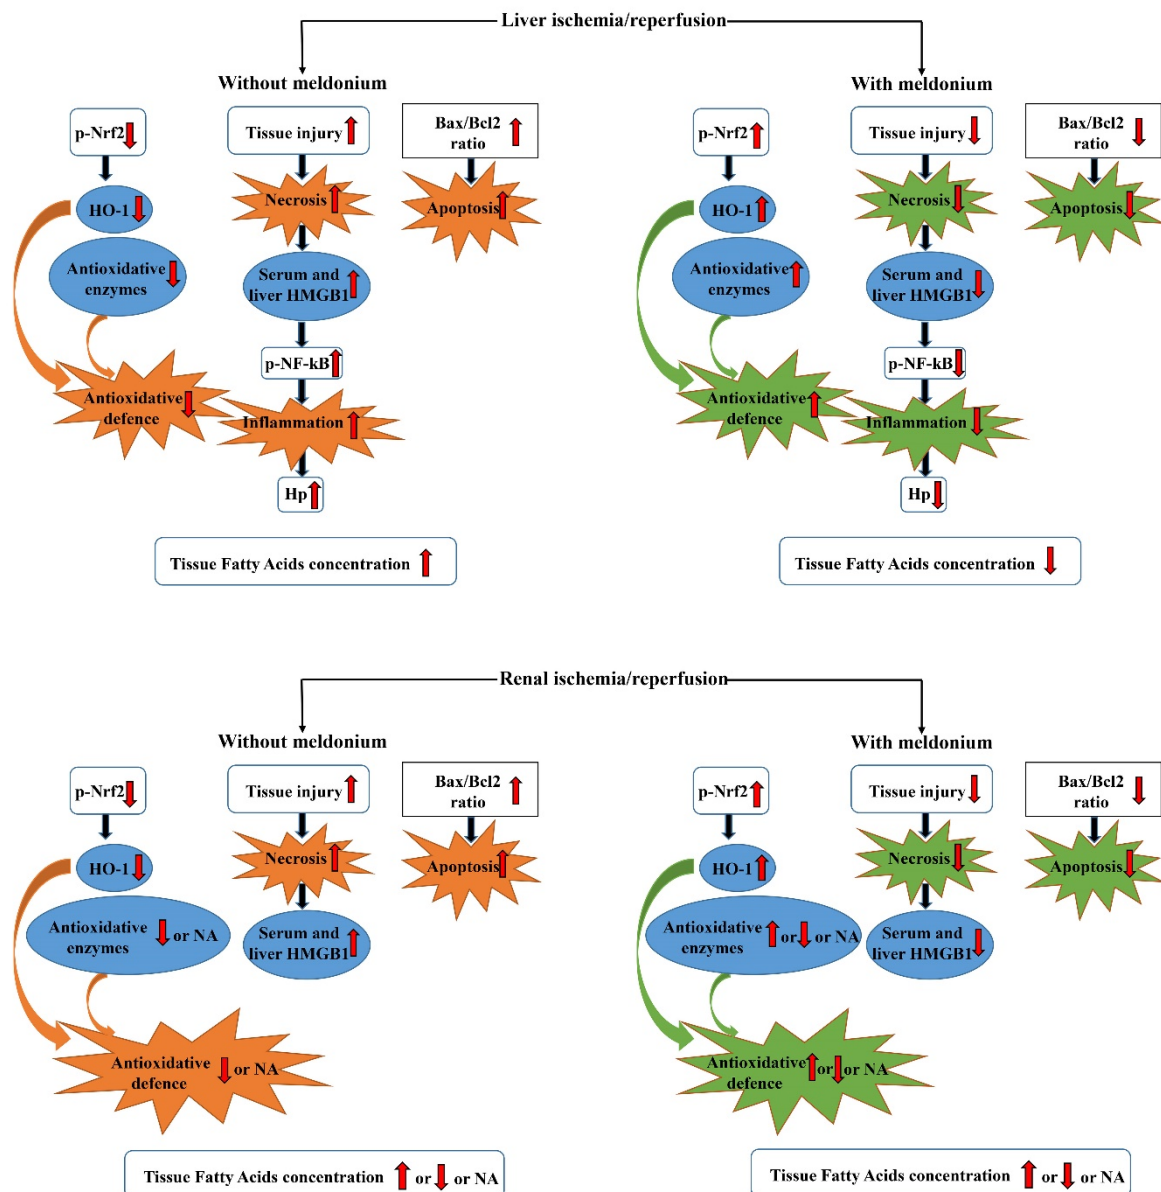 Liver ischemia/reperfusion
Without meldonium
p-Nrf2
HO-1
Antioxidative
enzymes
Antioxidative
defence
Tissue injury
Necrosis
Serum and
liver HMGB1
p-NF-kB
Inflammation
Hp
Bax/Bcl2
ratio
Apoptosis
Tissue Fatty Acids concentration
With meldonium
p-Nrf2
HO-1
Antioxidative
enzymes
Antioxidative
defence
Tissue injury
Necrosis
Serum and
liver HMGB1
p-NF-kB
Inflammation
Hp
Bax/Bcl2
ratio
Apoptosis
Tissue Fatty Acids concentration
Renal ischemia/reperfusion
Without meldonium
p-Nrf2
HO-1
Antioxidative
enzymes or NA
Antioxidative
defence or NA
Tissue injury
Necrosis
Serum and
liver HMGB1
Bax/Bcl2
ratio
Apoptosis
Tissue Fatty Acids concentration or or NA
With meldonium
p-Nrf2
HO-1
Antioxidative
enzymes or or NA
Antioxidative
defence or or NA
Tissue injury
Necrosis
Serum and
liver HMGB1
Bax/Bcl2
ratio
Apoptosis
Tissue Fatty Acids concentration or or NA